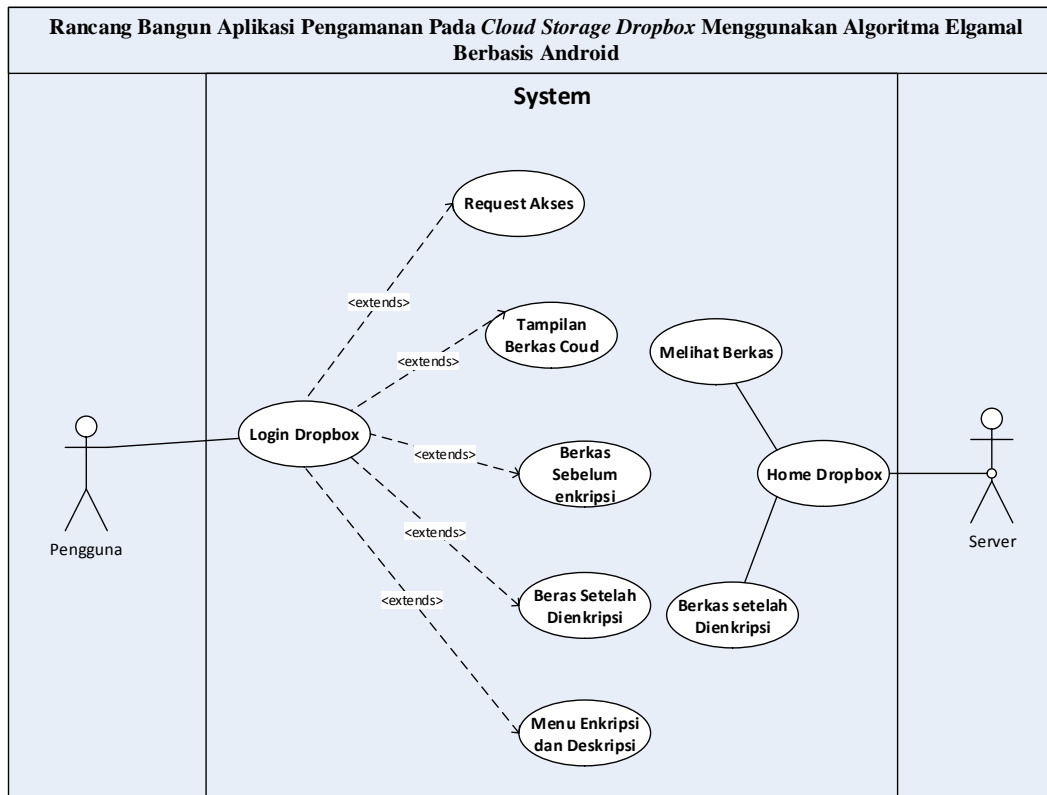 Rancang Bangun Aplikasi Pengamanan Pada Cloud Storage Dropbox Menggunakan Algoritma Elgamal
Berbasis Android
System
Request Akses
<extends>
Tampilan
Berkas Coud
<extends>
Melihat Berkas
Login Dropbox
<extends>
Berkas
Sebelum
enkripsi
Home Dropbox
Pengguna
Server
<extends>
Beras Setelah
Dienkripsi
Berkas setelah
Dienkripsi
<extends>
Menu Enkripsi
dan Deskripsi